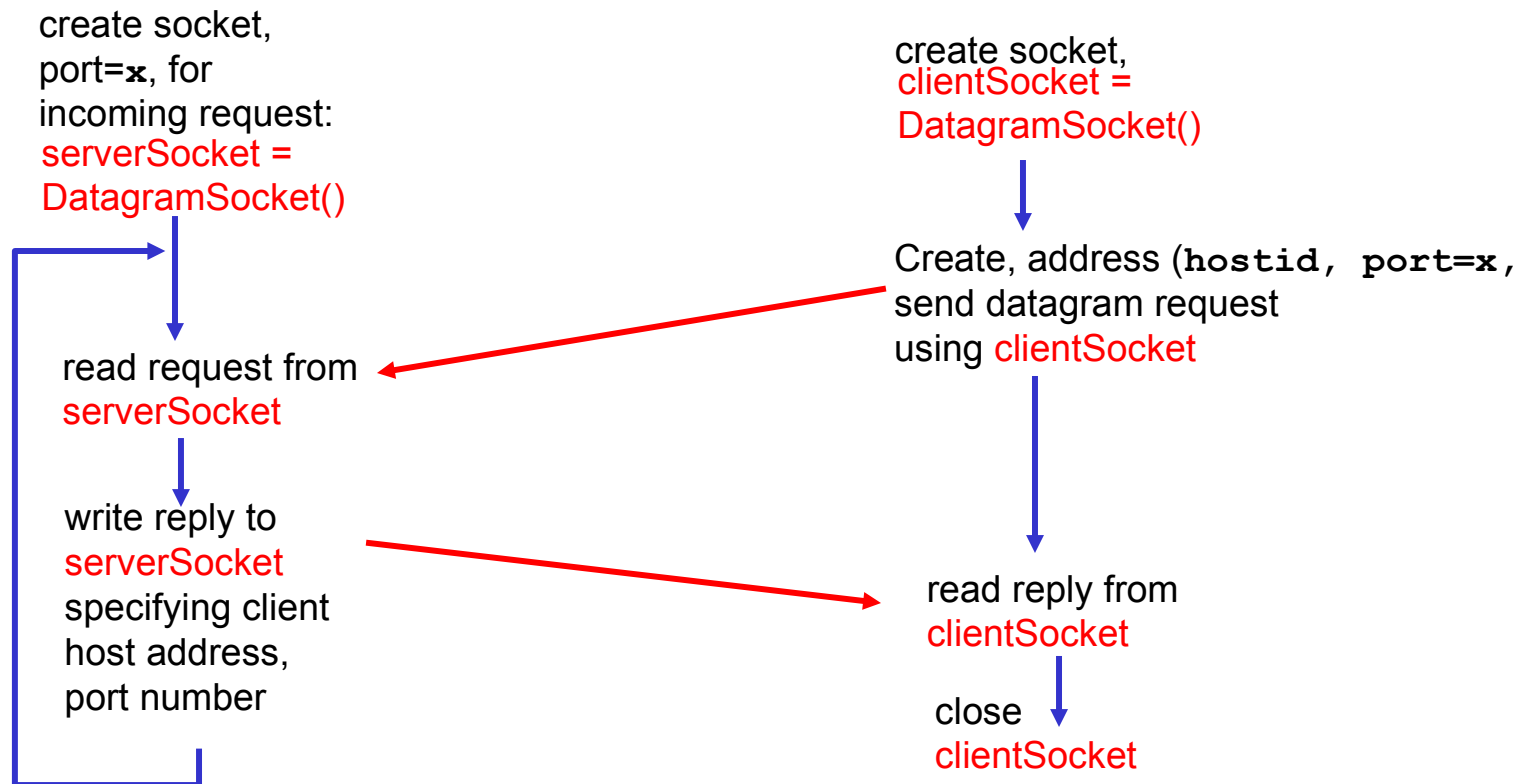 create socket,
port=x, for
incoming request:
serverSocket =
DatagramSocket()
read request from
serverSocket
write reply to
serverSocket
specifying client
host address,
port number
create socket,
clientSocket =
DatagramSocket()
Create, address (hostid, port=x,
send datagram request
using clientSocket
read reply from
clientSocket
close
clientSocket